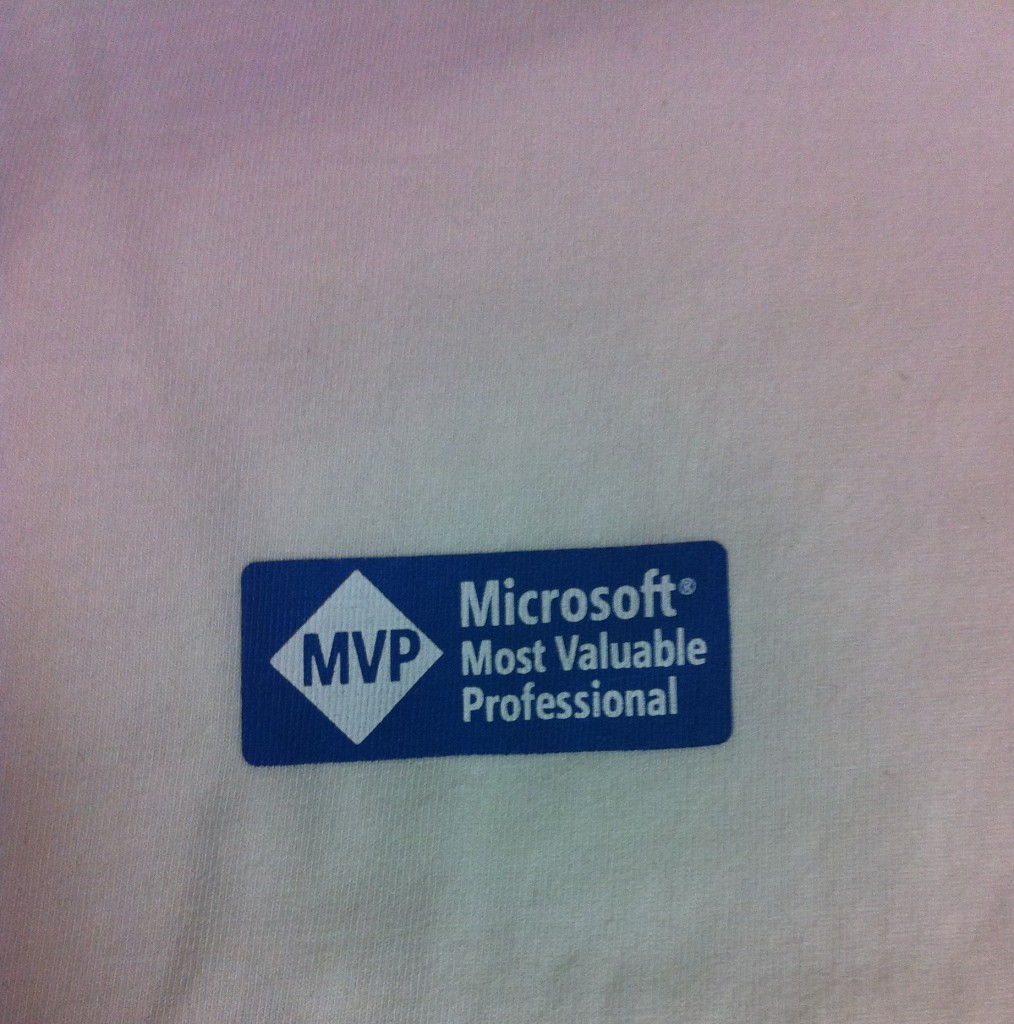 MVP
Microsoft®
Most Valuable
Professional